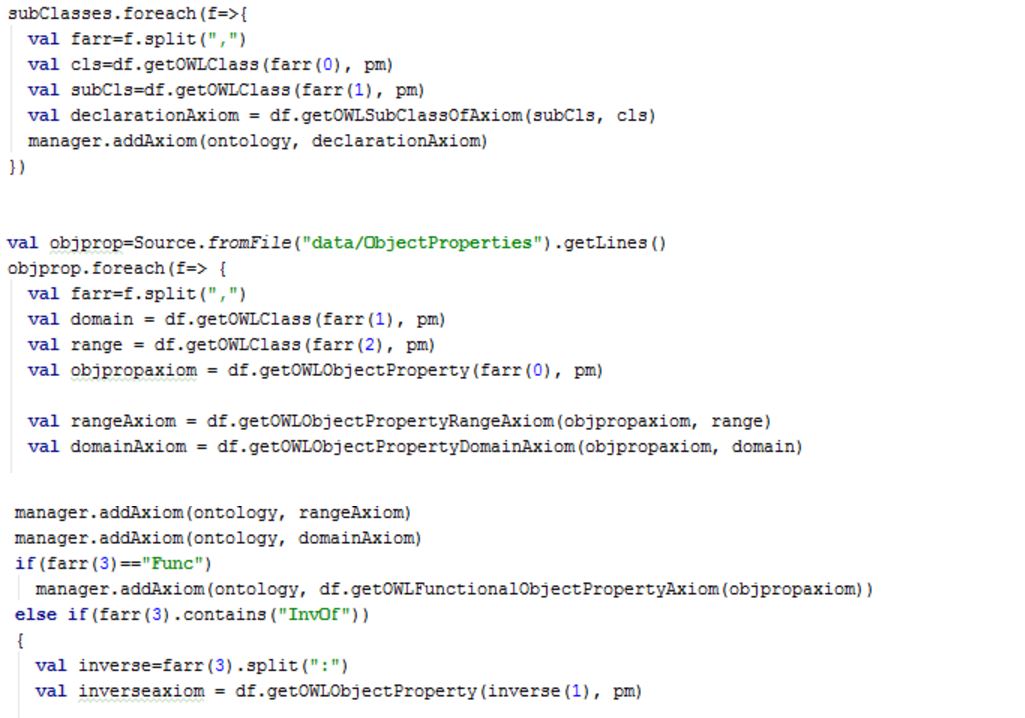 subClasses.foreach(f=>{
val farr=f.split(",")
val cls=df.getOWLClass(farr(0), pm)
val subCls=df.getOWLClass(farr(1), pm)
val declarationAxiom = df.getOWLSubClassOfAxiom(subCls, cls)
manager.addAxiom(ontology, declarationAxiom)
})
val objprop=Source.fromFile("data/ObjectProperties").getLines()
objprop.foreach(f=> {
val farr=f.split(",")
val domain = df.getOWLClass(farr(1), pm)
val range = df.getOWLClass(farr(2), pm)
val objpropaxiom = df.getOWLObjectProperty(farr(0), pm)
val rangeAxiom = df.getOWLObjectPropertyRangeAxiom(objpropaxiom, range)
val domainAxiom = df.getOWLObjectPropertyDomainAxiom(objpropaxiom, domain)
manager.addAxiom(ontology, rangeAxiom)
manager.addAxiom(ontology, domainAxiom)
if(farr(3)=="Func")
manager.addAxiom(ontology, df.getOWLFunctionalObjectPropertyAxiom(objpropaxiom))
else if(farr(3).contains("InvOf"))
{
val inverse=farr(3).split(":")
val inverseaxiom = df.getOWLObjectProperty(inverse(1), pm)